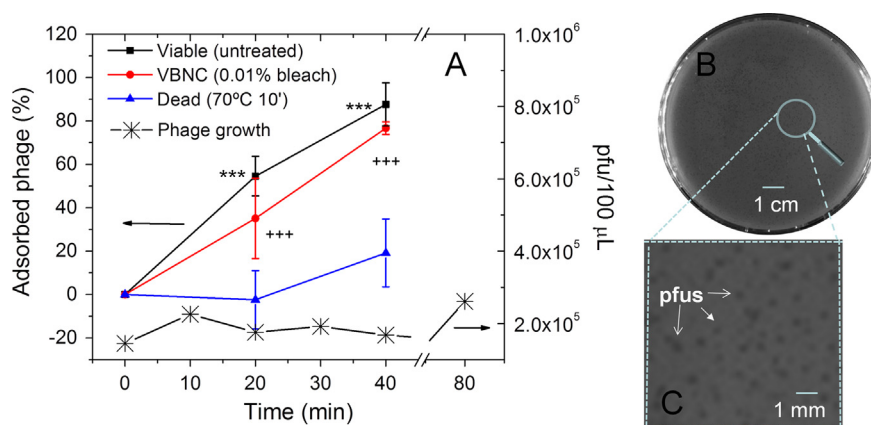 120
100
80
60
40
20
0
-20
Adsorbed phage (%)
Viable (untreated)
VBNC (0.01% bleach)
Dead (70ºC 10')
Phage growth
A
***
***
+++
+++
1.0x10⁶
8.0x10⁵
6.0x10⁵
4.0x10⁵
2.0x10⁵
pfu/100 µL
0
10
20
30
40
80
Time (min)
B
1 cm
pfus
C
1 mm